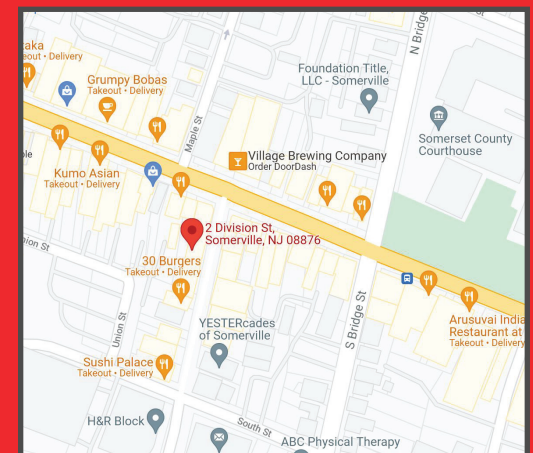 aka
eout • Delivery
Grumpy Bobas
Takeout • Delivery
Maple St
Foundation Title,
LLC - Somerville
N Bridge
St
Somerset County
Courthouse
Village Brewing Company
Order DoorDash
ple
Kumo Asian
Takeout • Delivery
2 Division St,
Somerville, NJ 08876
nion St
30 Burgers
Takeout • Delivery
Union St
S Bridge St
YESTERcades
of Somerville
Arusuvai India
Restaurant at
Takeout • Delivery
Sushi Palace
Takeout • Delivery
H&R Block
South St
ABC Physical Therapy